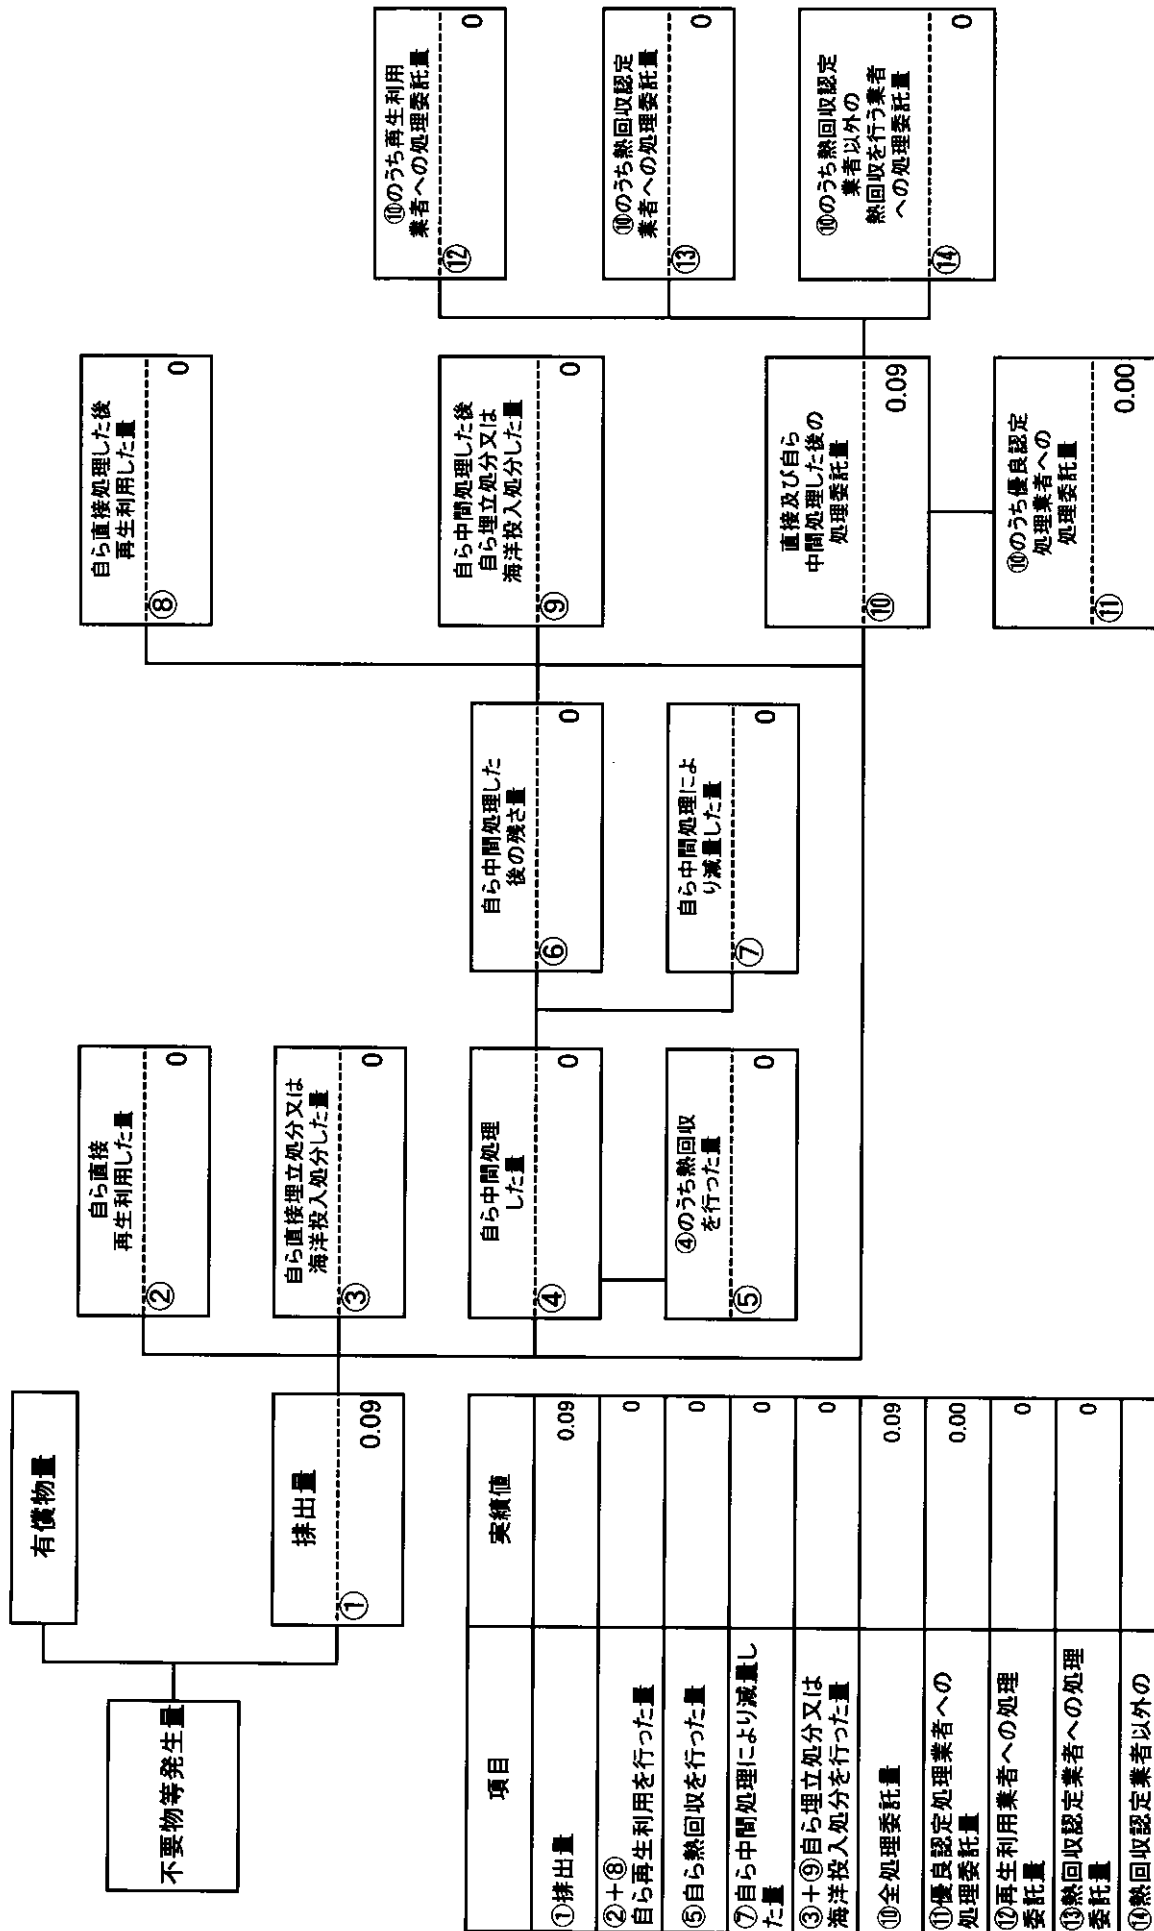 不要物等発生量
有償物量
排出量
①
0.09
自ら直接
再生利用した量
②
0
自ら直接埋立処分又は
海洋投入処分した量
③
0
自ら中間処理
した量
④
0
④のうち熱回収
を行った量
⑤
0
自ら中間処理した
後の残さ量
⑥
0
自ら中間処理によ
り減量した量
⑦
0
自ら直接処理した後
再生利用した量
⑧
0
自ら中間処理した後
自ら埋立処分又は
海洋投入処分した量
⑨
0
直接及び自ら
中間処理した後の
処理委託量
⑩
0.09
⑩のうち優良認定
処理業者への
処理委託量
⑪
0.00
⑩のうち再生利用
業者への処理委託量
⑫
0
⑩のうち熱回収認定
業者への処理委託量
⑬
0
⑩のうち熱回収認定
業者以外の
熱回収を行う業者
への処理委託量
⑭
0
項目 実績値
①排出量 0.09
②+⑧
自ら再生利用を行った量 0
⑤自ら熱回収を行った量 0
⑦自ら中間処理により減量し
た量 0
③+⑨自ら埋立処分又は
海洋投入処分を行った量 0
⑩全処理委託量 0.09
⑪優良認定処理業者への
処理委託量 0.00
⑫再生利用業者への処理
委託量 0
⑬熱回収認定業者への処理
委託量 0
⑭熱回収認定業者以外の